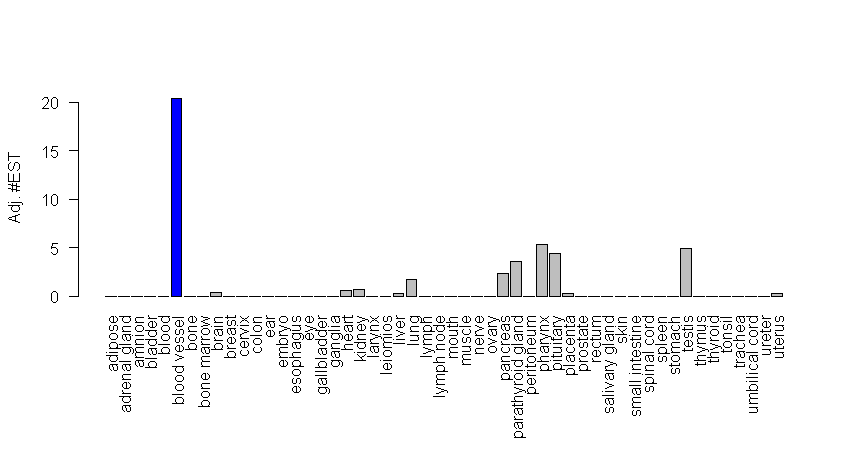 Adj. #EST
20
15
10
5
0
adipose
adrenal gland
amnion
bladder
blood
blood vessel
bone
bone marrow
brain
breast
cervix
colon
ear
embryo
esophagus
eye
gallbladder
ganglia
heart
kidney
larynx
leiomios
liver
lung
lymph
lymph node
mouth
muscle
nerve
ovary
pancreas
parathyroid gland
peritoneum
pharynx
pituitary
placenta
prostate
rectum
salivary gland
skin
small intestine
spinal cord
spleen
stomach
testis
thymus
thyroid
tonsil
trachea
umbilical cord
ureter
uterus